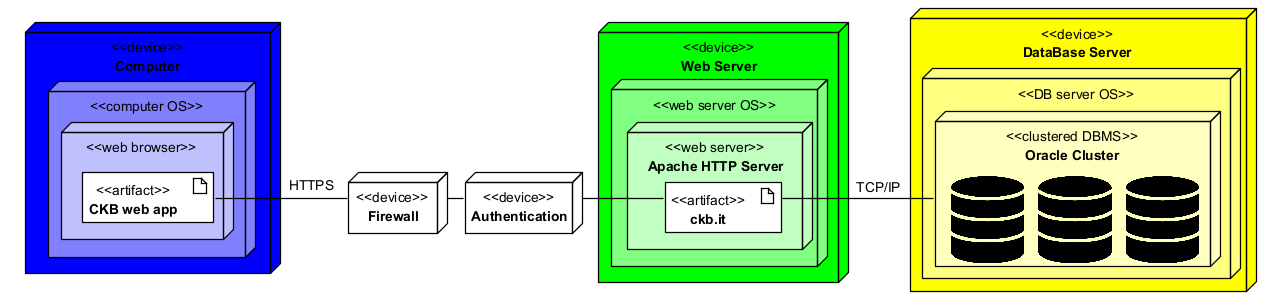 <<device>>
Computer
<<computer OS>>
<<web browser>>
<<artifact>>
CKB web app
HTTPS
<<device>>
Firewall
<<device>>
Authentication
<<device>>
Web Server
<<web server OS>>
<<web server>>
Apache HTTP Server
<<artifact>>
ckb.it
TCP/IP
<<device>>
DataBase Server
<<DB server OS>>
<<clustered DBMS>>
Oracle Cluster